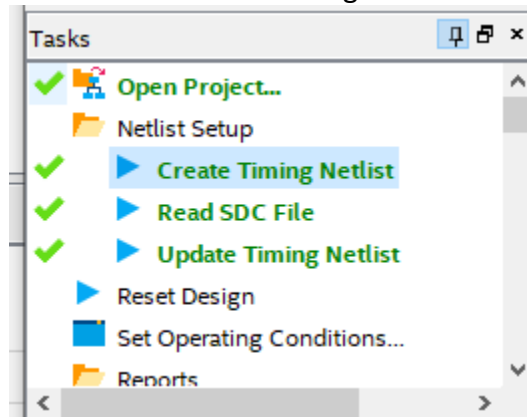 Tasks
Open Project...
Netlist Setup
Create Timing Netlist
Read SDC File
Update Timing Netlist
Reset Design
Set Operating Conditions...
Reports